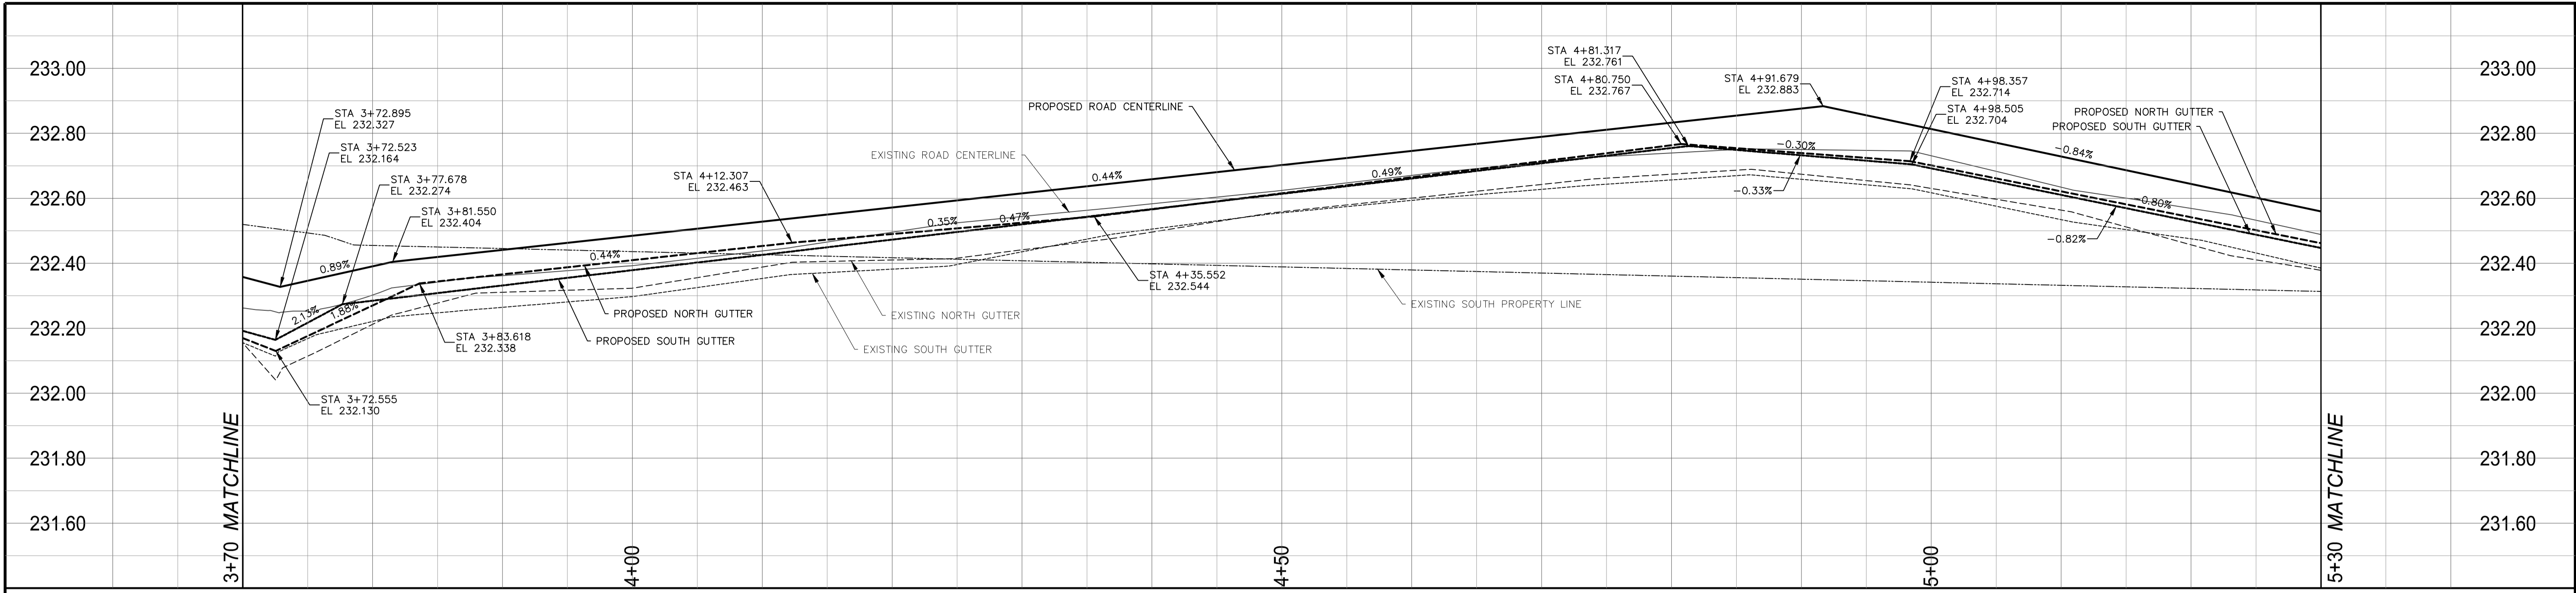 233.00
232.80
232.60
232.40
232.20
232.00
231.80
231.60
3+70 MATCHLINE
STA 3+72.895
EL 232.327
STA 3+72.523
EL 232.164
STA 3+77.678
EL 232.274
STA 3+81.550
EL 232.404
0.89%
2.13%
1.88%
STA 3+72.555
EL 232.130
STA 3+83.618
EL 232.338
0.44%
PROPOSED NORTH GUTTER
PROPOSED SOUTH GUTTER
STA 4+12.307
EL 232.463
EXISTING ROAD CENTERLINE
PROPOSED ROAD CENTERLINE
0.35%
0.47%
0.44%
EXISTING NORTH GUTTER
EXISTING SOUTH GUTTER
STA 4+35.552
EL 232.544
EXISTING SOUTH PROPERTY LINE
0.49%
STA 4+81.317
EL 232.761
STA 4+80.750
EL 232.767
STA 4+91.679
EL 232.883
-0.30%
-0.33%
STA 4+98.357
EL 232.714
STA 4+98.505
EL 232.704
PROPOSED NORTH GUTTER
PROPOSED SOUTH GUTTER
-0.84%
-0.80%
-0.82%
4+00
4+50
5+00
5+30 MATCHLINE
233.00
232.80
232.60
232.40
232.20
232.00
231.80
231.60